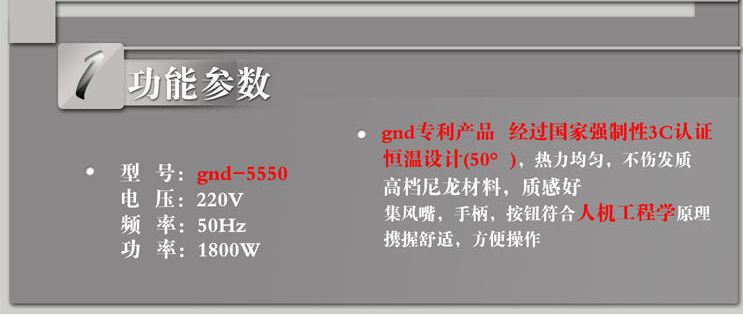 1 功能参数
型 号：gnd-5550
电 压：220V
频 率：50Hz
功 率：1800W
gnd专利产品 经过国家强制性3C认证
恒温设计(50°)，热力均匀，不伤发质
高档尼龙材料，质感好
集风嘴，手柄，按钮符合人机工程学原理
携握舒适，方便操作